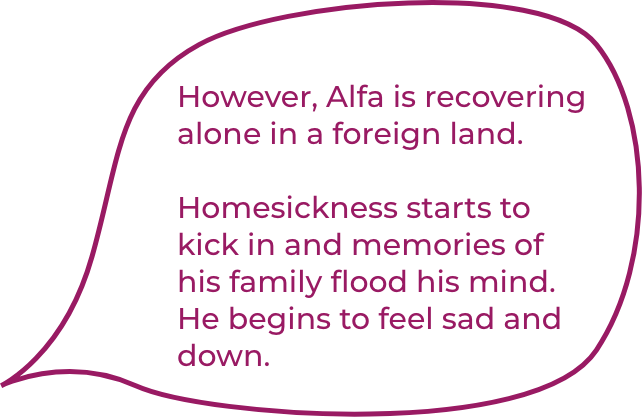 However, Alfa is recovering
alone in a foreign land.
Homesickness starts to
kick in and memories of
his family flood his mind.
He begins to feel sad and
down.